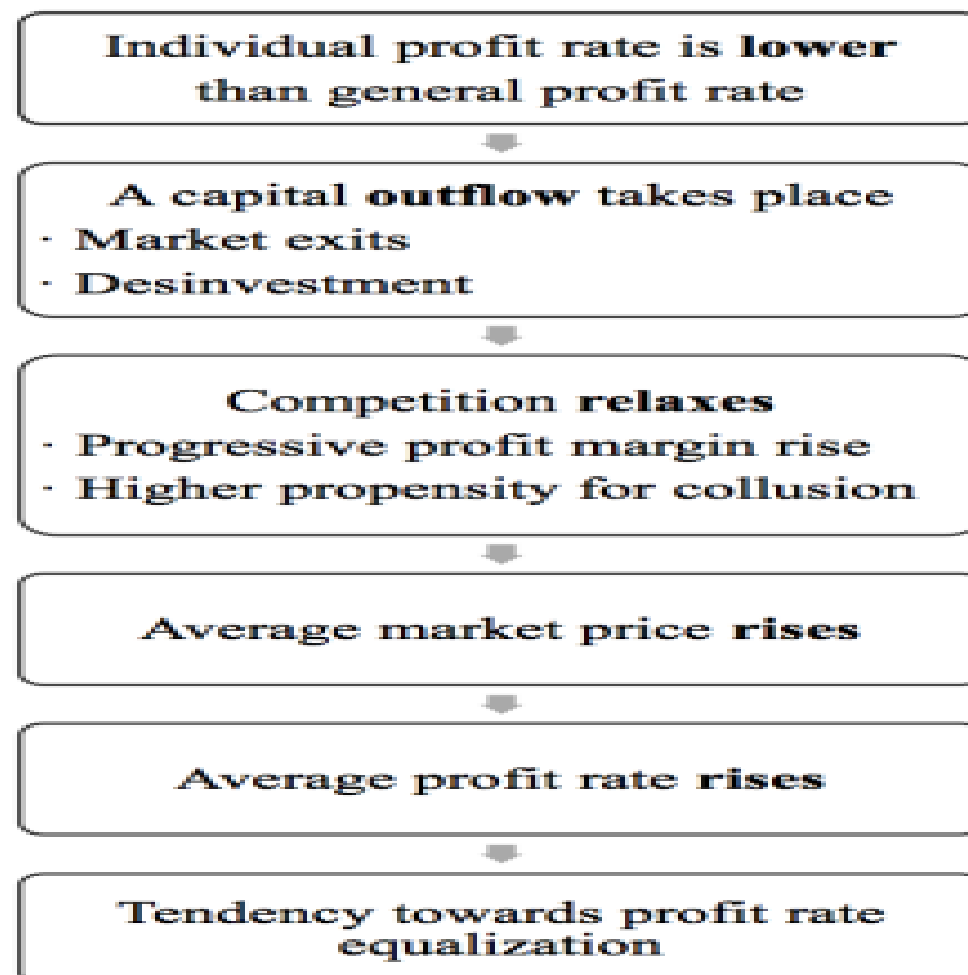 Individual profit rate is lower
than general profit rate
A capital outflow takes place
· Market exits
· Desinvestment
Competition relaxes
· Progressive profit margin rise
· Higher propensity for collusion
Average market price rises
Average profit rate rises
Tendency towards profit rate
equalization